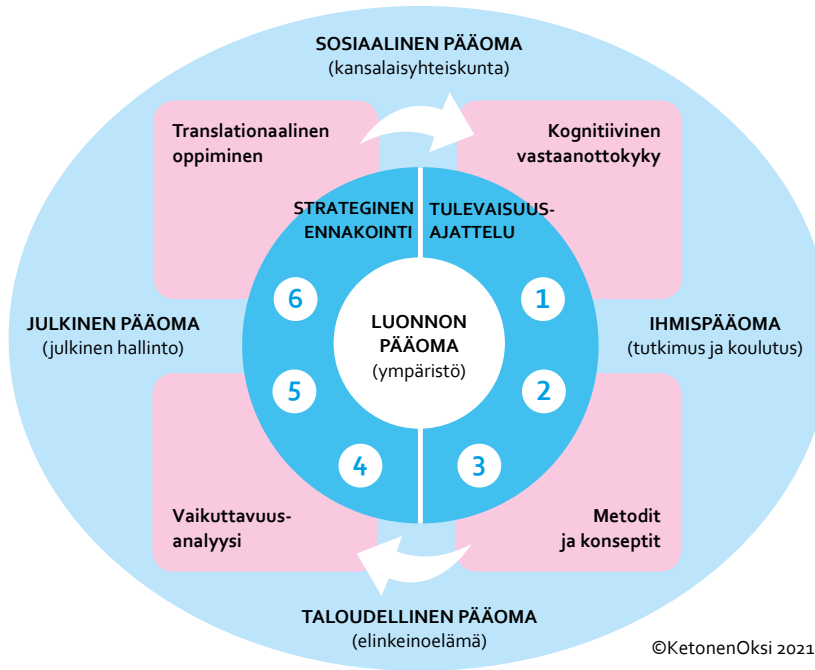 SOSIAALINEN PÄÄOMA
(kansalaisyhteiskunta)
Translationaalinen
oppiminen
Kognitiivinen
vastaanottokyky
STRATEGINEN
ENNAKOINTI
TULEVAISUUS-
AJATTELU
6
1
JULKINEN PÄÄOMA
(julkinen hallinto)
LUONNON
PÄÄOMA
(ympäristö)
IHMISPÄÄOMA
(tutkimus ja koulutus)
5
2
4
3
Vaikuttavuus-
analyysi
Metodit
ja konseptit
TALOUDELLINEN PÄÄOMA
(elinkeinoelämä)
©KetonenOksi 2021